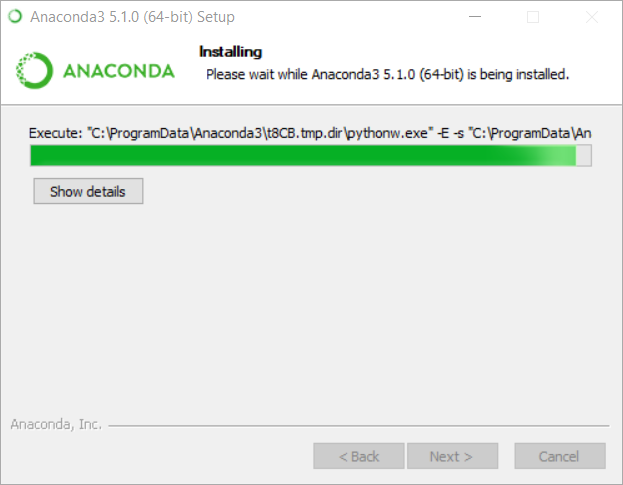 Anaconda3 5.1.0 (64-bit) Setup
Installing
Please wait while Anaconda3 5.1.0 (64-bit) is being installed.
ANACONDA
Execute: "C:\ProgramData\Anaconda3\t8CB.tmp.dir\pythonw.exe" -E -s "C:\ProgramData\An
Show details
Anaconda, Inc.
< Back
Next >
Cancel